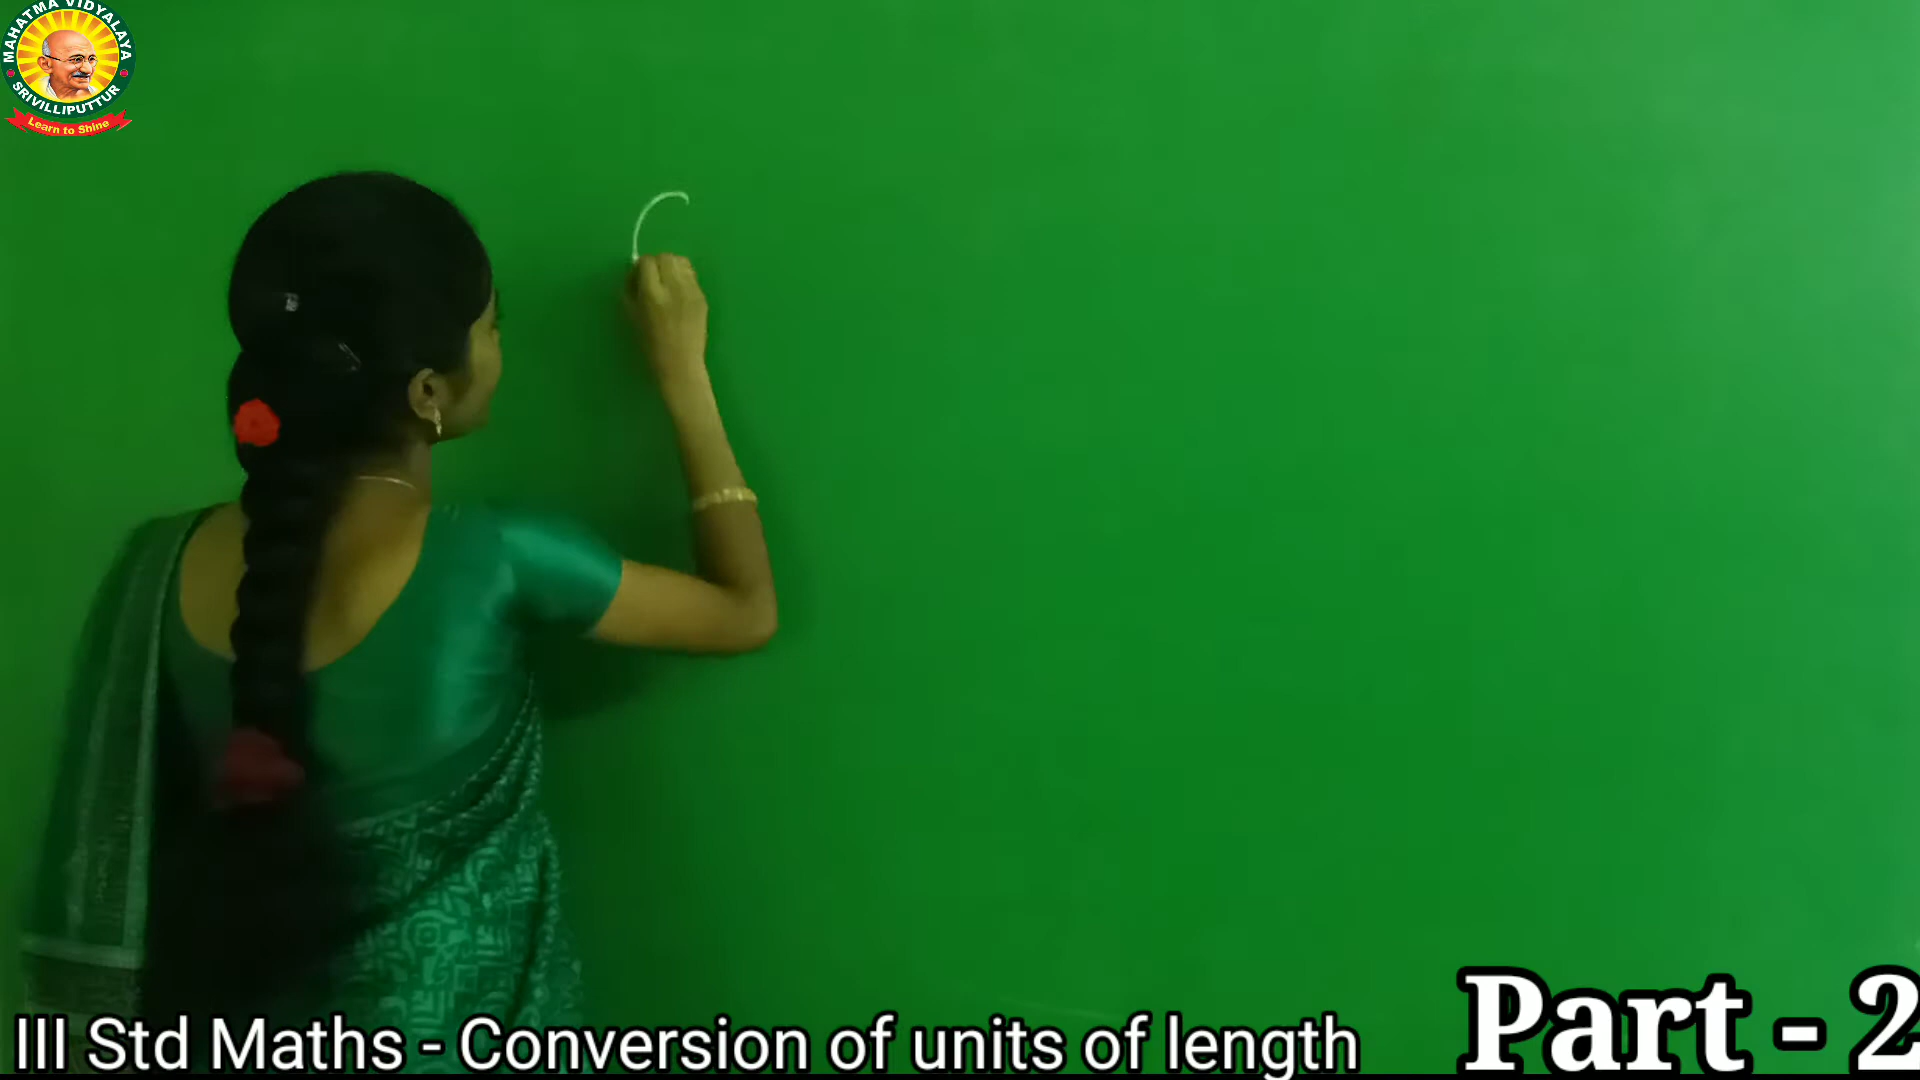 MAHATMA VIDYALAYA
SRIVILLIPUTTUR
Learn to Shine
III Std Maths - Conversion of units of length
Part - 2